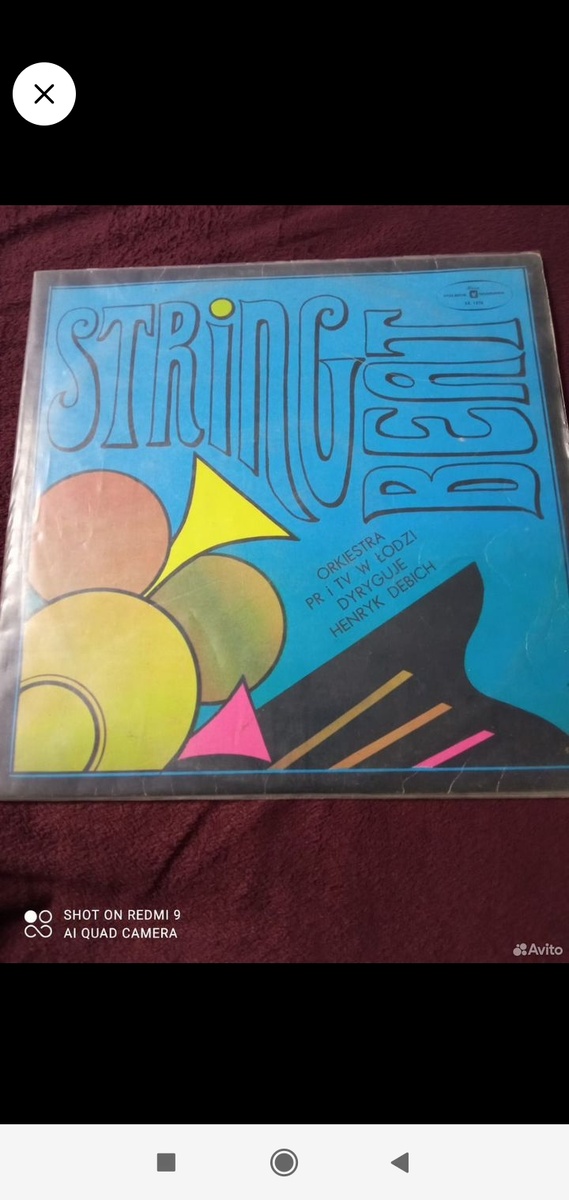 STRiNG
BEAT
ORKIESTRA
PR i TV W ŁODZI
DYRYGUJE
HENRYK DEBICH
SHOT ON REDMI 9
AI QUAD CAMERA
Avito